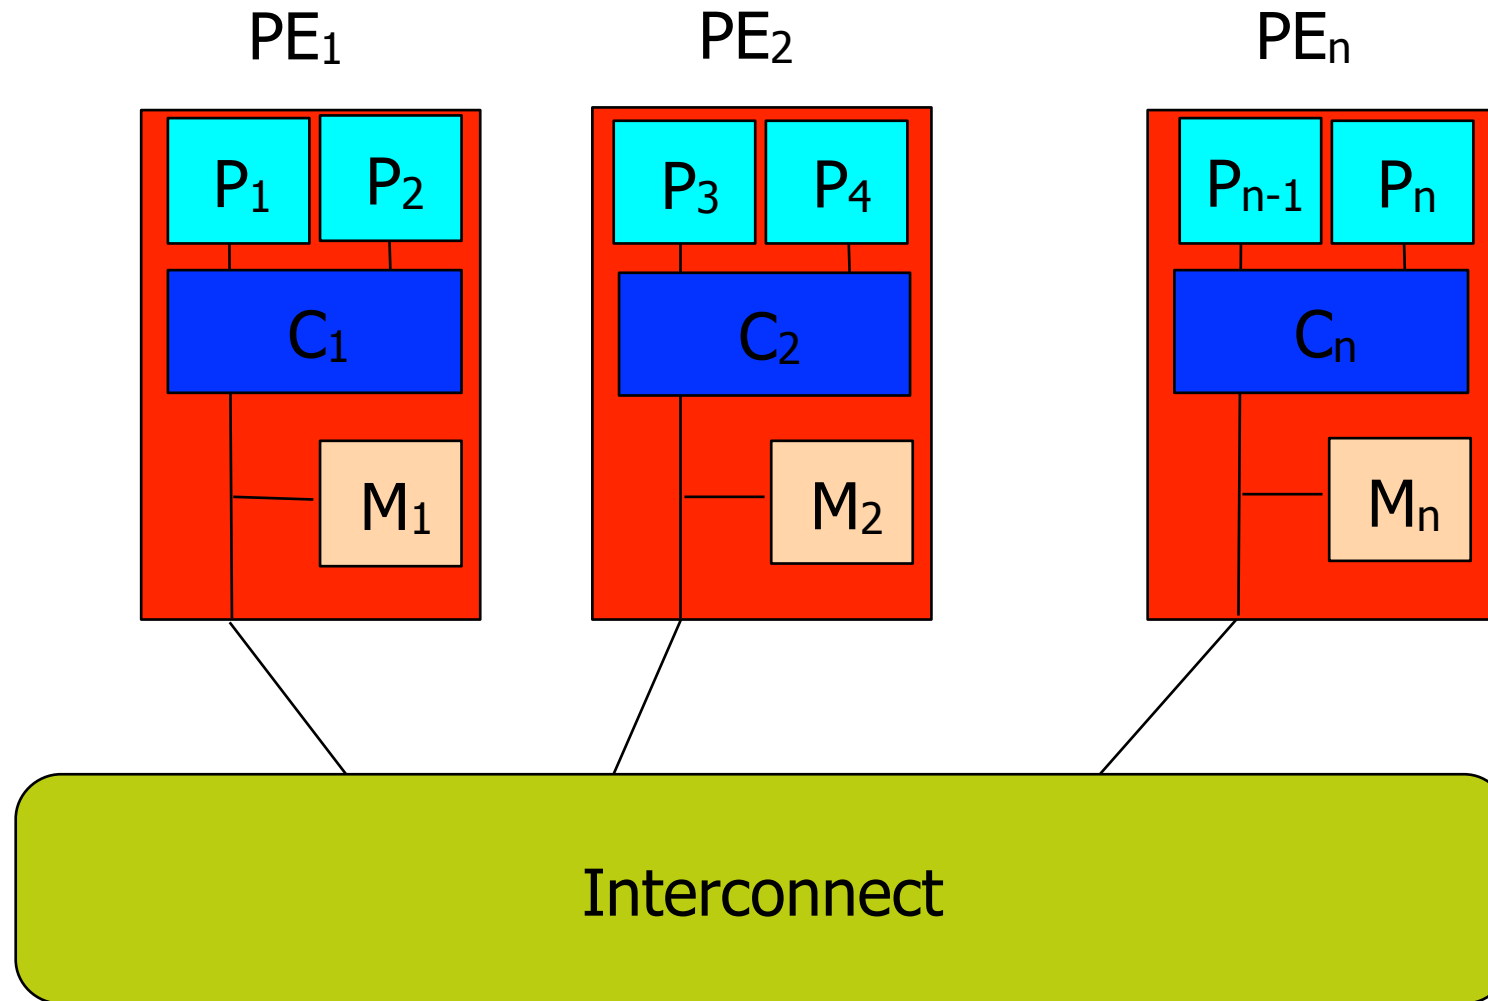 PE₁ PE₂ PEₙ
P₁ P₂ P₃ P₄ Pₙ₋₁ Pₙ
C₁ C₂ Cₙ
M₁ M₂ Mₙ
Interconnect